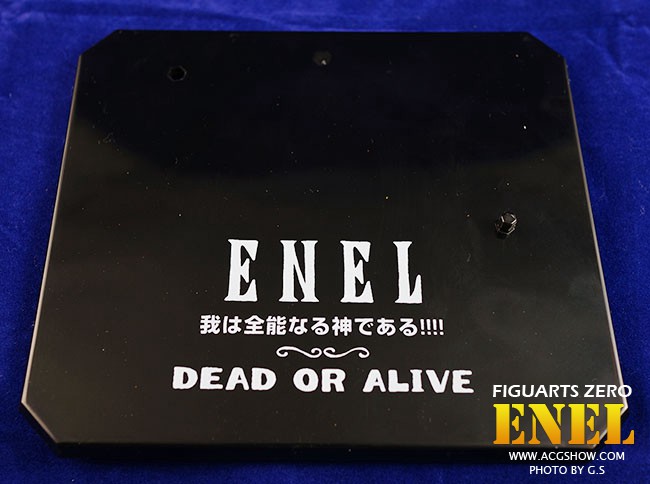 ENEL
我は全能なる神である!!!!
DEAD OR ALIVE
FIGUARTS ZERO
ENEL
WWW.ACGSHOW.COM
PHOTO BY G.S